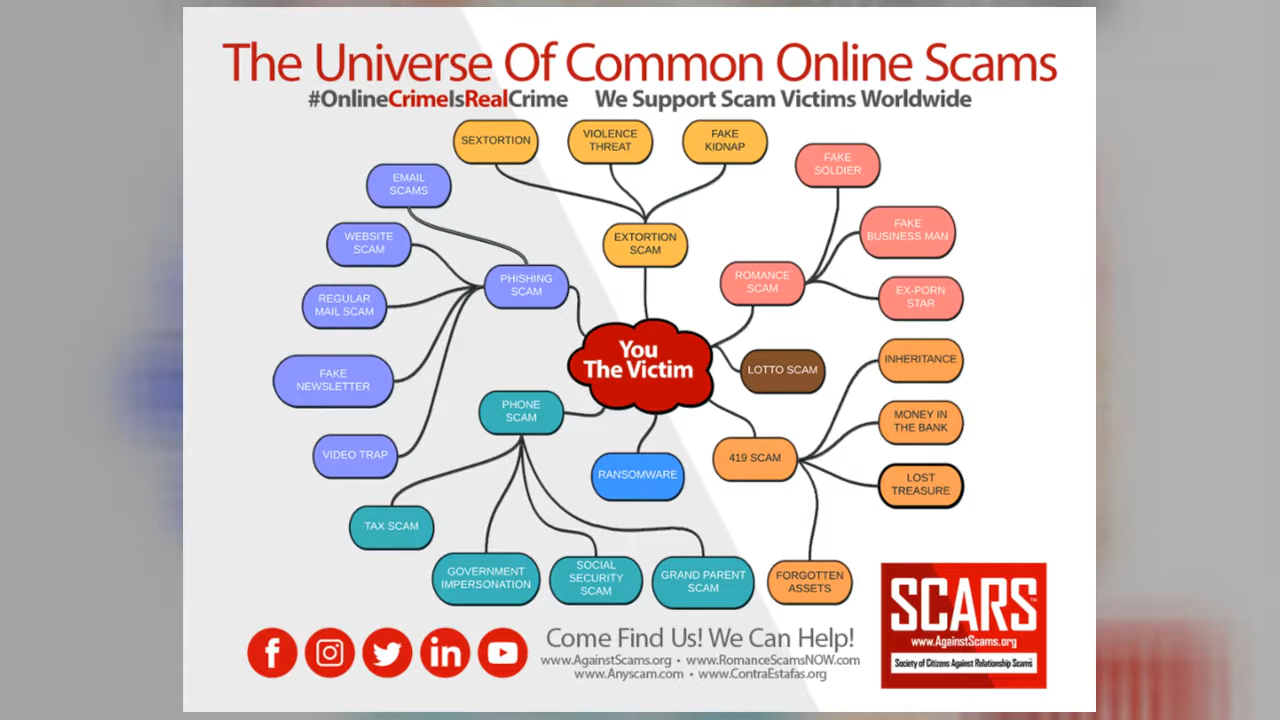 The Universe Of Common Online Scams
#OnlineCrimeIsRealCrime We Support Scam Victims Worldwide
SEXTORTION
VIOLENCE
THREAT
FAKE
KIDNAP
EXTORTION
SCAM
FAKE
SOLDIER
FAKE
BUSINESS MAN
EX-PORN
STAR
ROMANCE
SCAM
EMAIL
SCAMS
WEBSITE
SCAM
REGULAR
MAIL SCAM
FAKE
NEWSLETTER
VIDEO TRAP
PHISHING
SCAM
You
The Victim
LOTTO SCAM
INHERITANCE
MONEY IN
THE BANK
LOST
TREASURE
FORGOTTEN
ASSETS
419 SCAM
PHONE
SCAM
RANSOMWARE
TAX SCAM
GOVERNMENT
IMPERSONATION
SOCIAL
SECURITY
SCAM
GRAND PARENT
SCAM
Come Find Us! We Can Help!
www.AgainstScams.org • www.RomanceScamsNOW.com
www.Anyscam.com • www.ContraEstafas.org
SCARS™
www.AgainstScams.org
Society of Citizens Against Relationship Scams